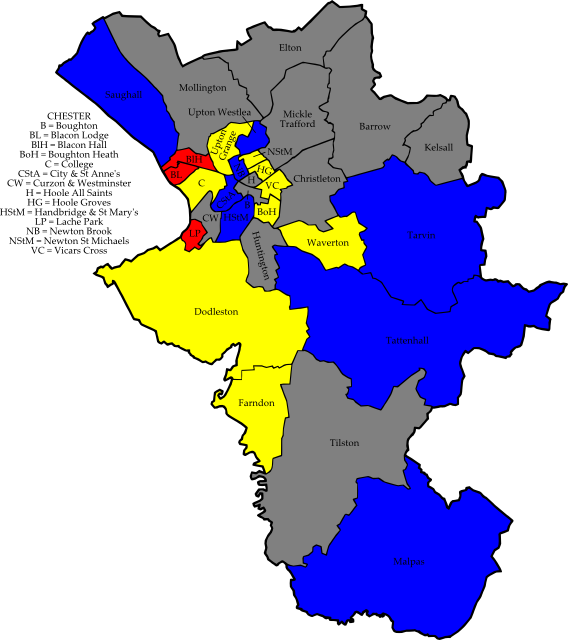 Elton
Saughall
Mollington
Upton Westlea
Mickle
Trafford
Barrow
Kelsall
CHESTER
B = Boughton
BL = Blacon Lodge
BlH = Blacon Hall
BoH = Boughton Heath
C = College
CStA = City & St Anne's
CW = Curzon & Westminster
H = Hoole All Saints
HG = Hoole Groves
HStM = Handbridge & St Mary's
LP = Lache Park
NB = Newton Brook
NStM = Newton St Michaels
VC = Vicars Cross
Upton
Grange
NStM
BlH
BL
HG
C
H
VC
Christleton
CStA
B
BoH
CW
HStM
LP
Huntington
Waverton
Tarvin
Dodleston
Tattenhall
Farndon
Tilston
Malpas